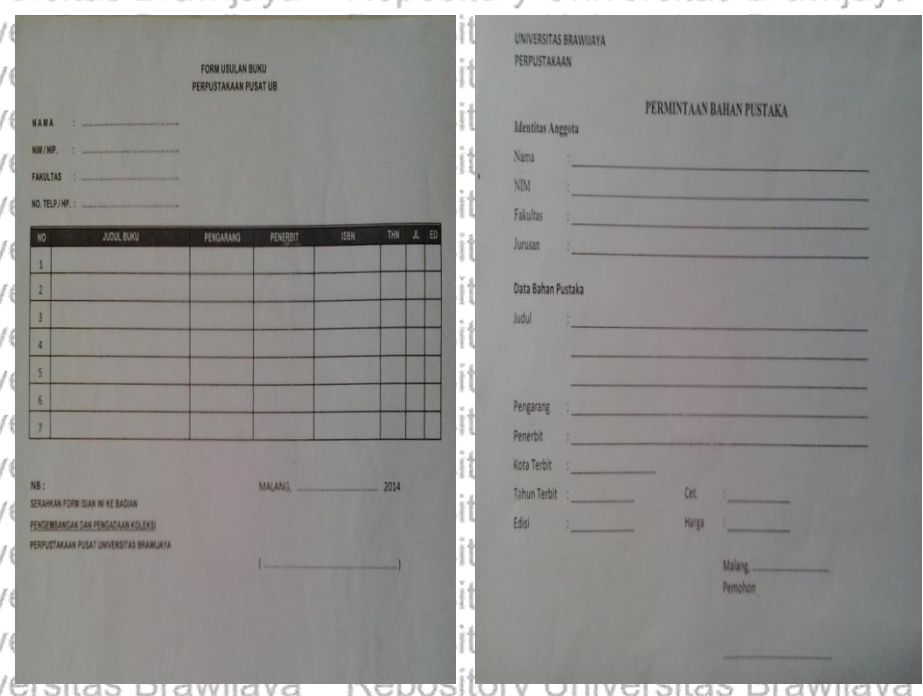 FORM USULAN BUKU
PERPUSTAKAAN PUSAT UB
NAMA :
NIM / NIP. :
FAKULTAS :
NO. TELP./ HP. :
NO JUDUL BUKU PENGARANG PENERBIT ISBN THN JL ED
1
2
3
4
5
6
7
NB :
SERAHKAN FORM ISIAN INI KE BAGIAN
PENGEMBANGAN DAN PENGADAAN KOLEKSI
PERPUSTAKAAN PUSAT UNIVERSITAS BRAWIJAYA
MALANG, ........................ 2014
(........................................)
UNIVERSITAS BRAWIJAYA
PERPUSTAKAAN
PERMINTAAN BAHAN PUSTAKA
Identitas Anggota
Nama :
NIM :
Fakultas :
Jurusan :
Data Bahan Pustaka
Judul :
Pengarang :
Penerbit :
Kota Terbit :
Tahun Terbit : Cet. :
Edisi : Harga :
Malang, ........................
Pemohon
Repository Universitas Brawijaya